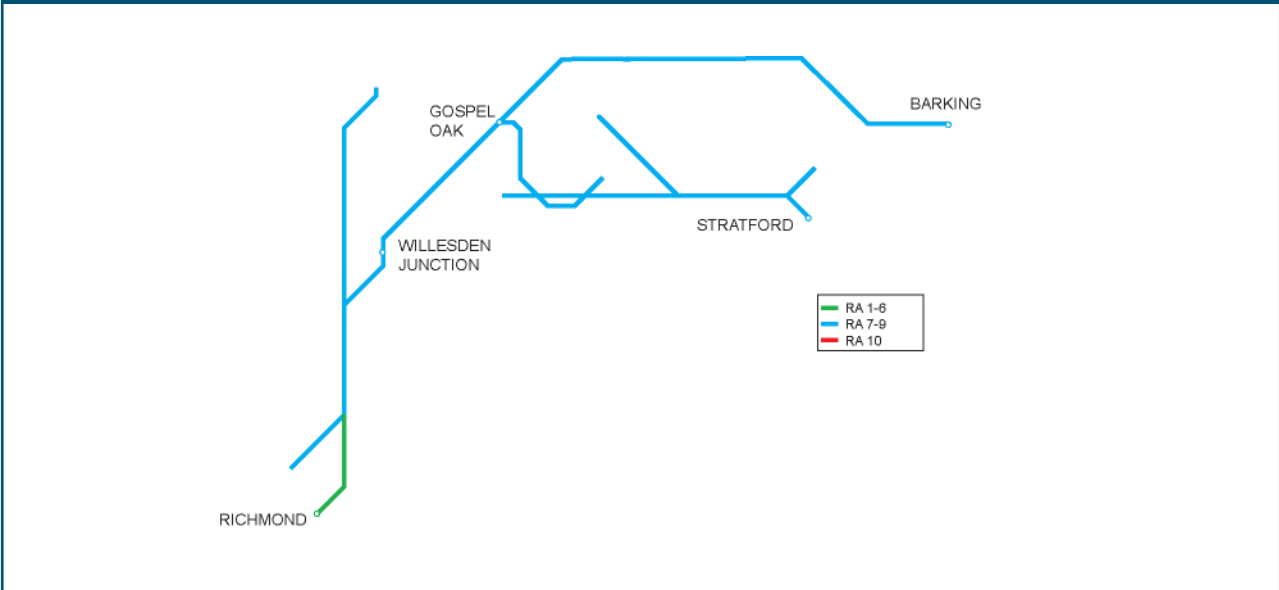 BARKING
GOSPEL
OAK
STRATFORD
WILLESDEN
JUNCTION
RA 1-6
RA 7-9
RA 10
RICHMOND